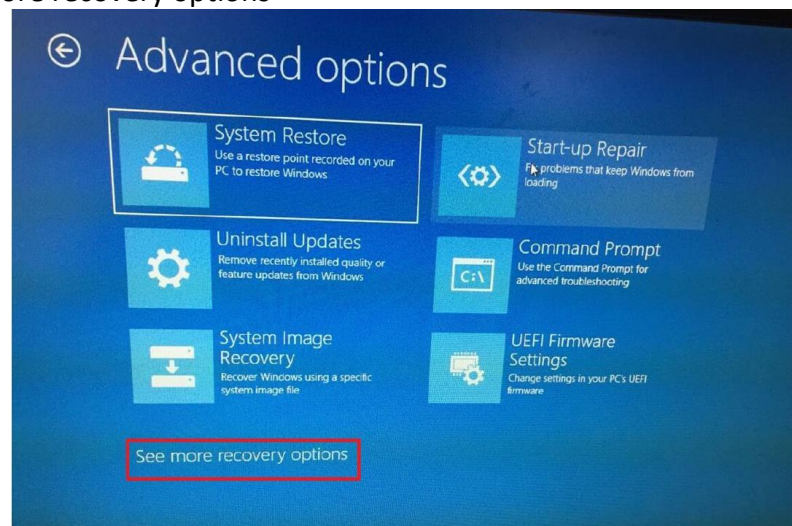 ore recovery options
Advanced options
System Restore
Use a restore point recorded on your
PC to restore Windows
Start-up Repair
problems that keep Windows from
loading
Uninstall Updates
Remove recently installed quality or
feature updates from Windows
Command Prompt
Use the Command Prompt for
advanced troubleshooting
C:\
System Image
Recovery
Recover Windows using a specific
system image file
UEFI Firmware
Settings
Change settings in your PC's UEFI
firmware
See more recovery options